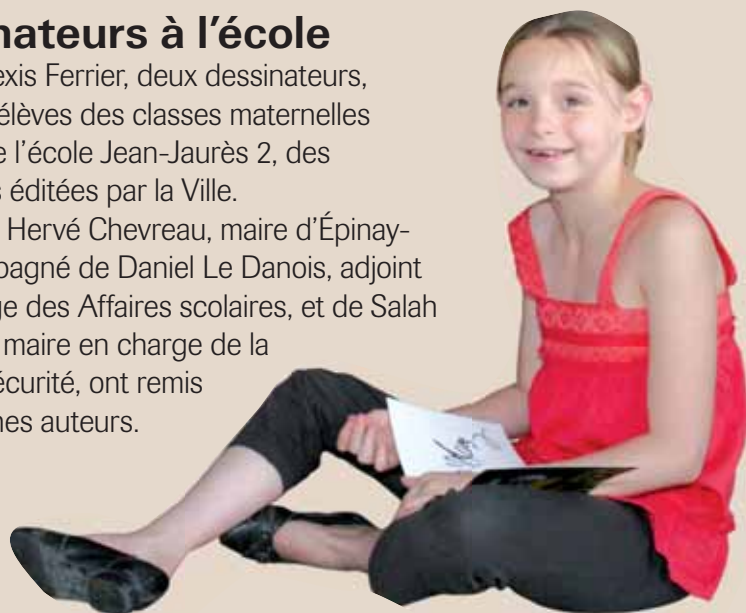 nateurs à l’école
exis Ferrier, deux dessinateurs,
élèves des classes maternelles
e l’école Jean-Jaurès 2, des
s éditées par la Ville.
Hervé Chevreau, maire d’Épinay-
pagné de Daniel Le Danois, adjoint
ge des Affaires scolaires, et de Salah
maire en charge de la
écurité, ont remis
nes auteurs.